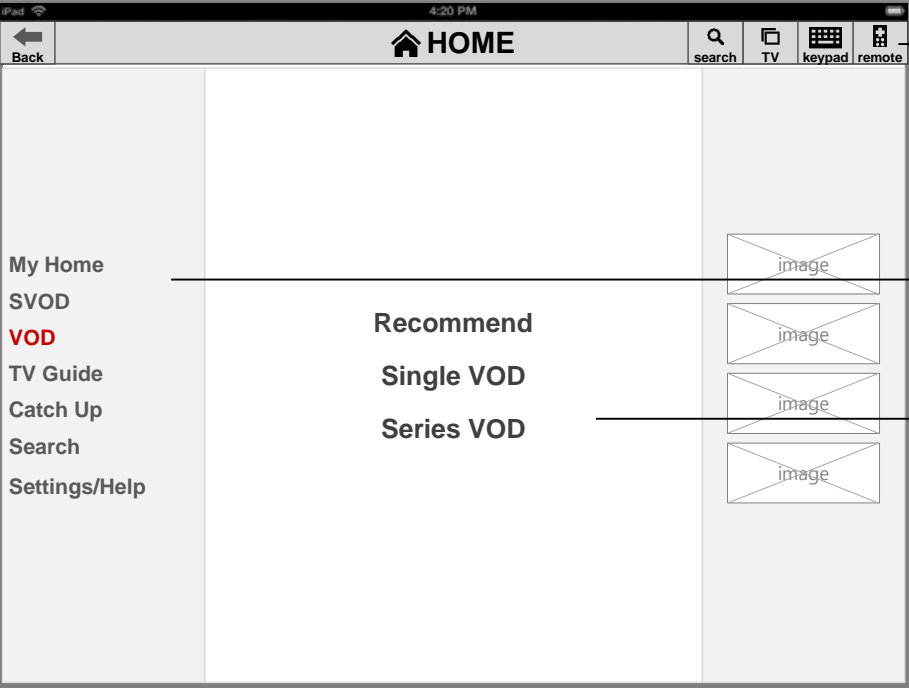 iPad
4:20 PM
Back
HOME
search
TV
keypad
remote
My Home
SVOD
VOD
TV Guide
Catch Up
Search
Settings/Help
Recommend
Single VOD
Series VOD
image
image
image
image